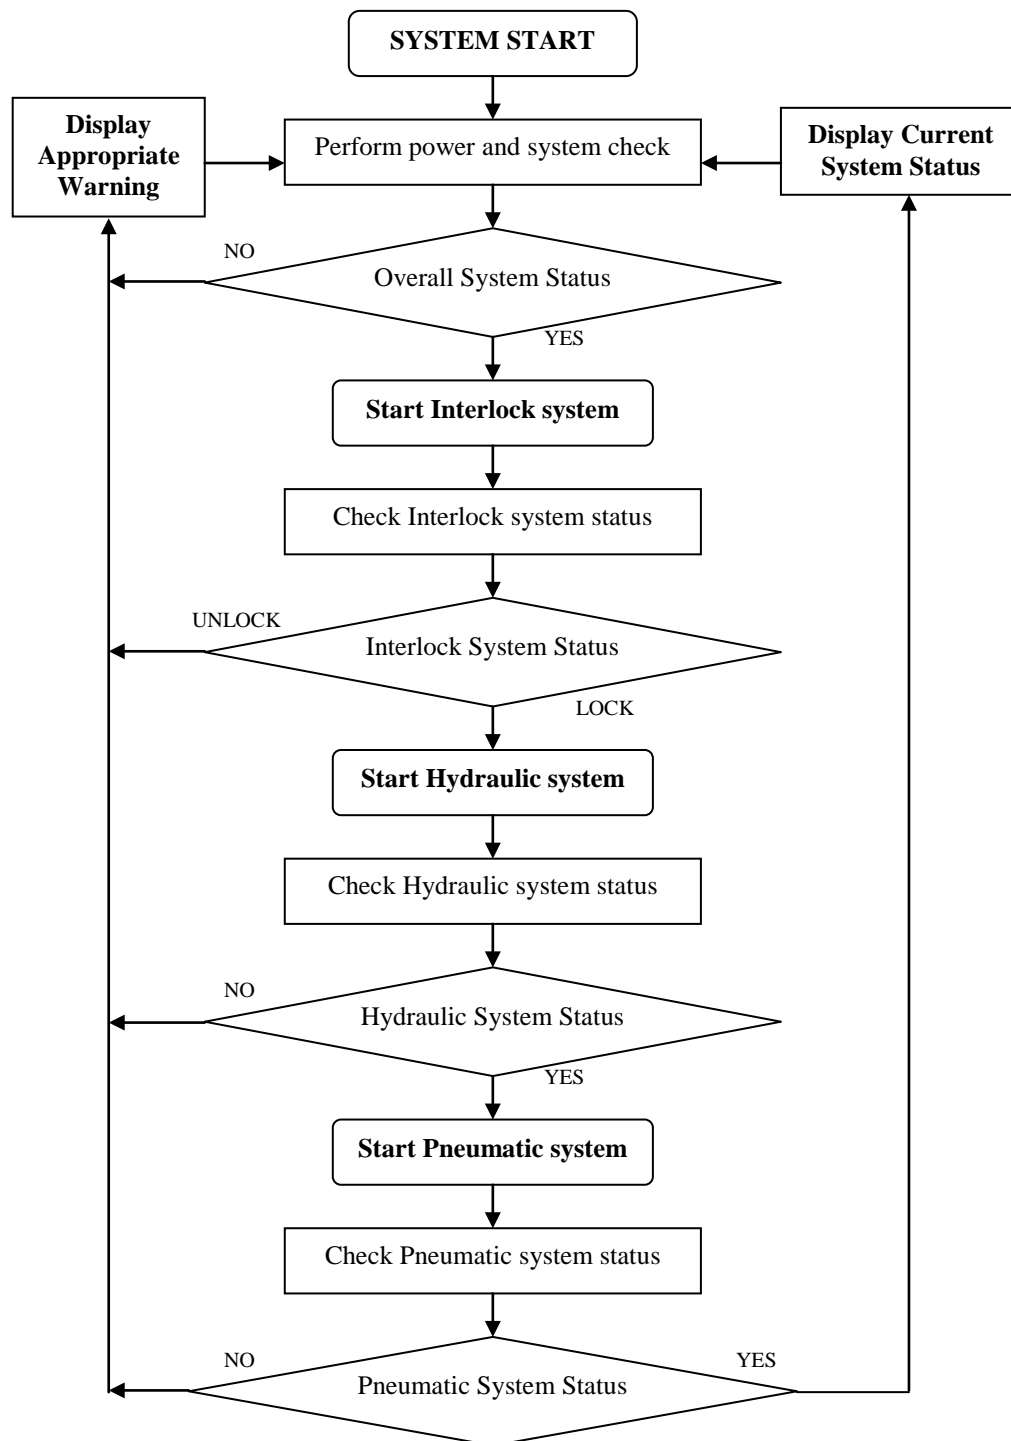 SYSTEM START
Display
Appropriate
Warning
Perform power and system check
Display Current
System Status
NO
Overall System Status
YES
Start Interlock system
Check Interlock system status
UNLOCK
Interlock System Status
LOCK
Start Hydraulic system
Check Hydraulic system status
NO
Hydraulic System Status
YES
Start Pneumatic system
Check Pneumatic system status
NO
YES
Pneumatic System Status